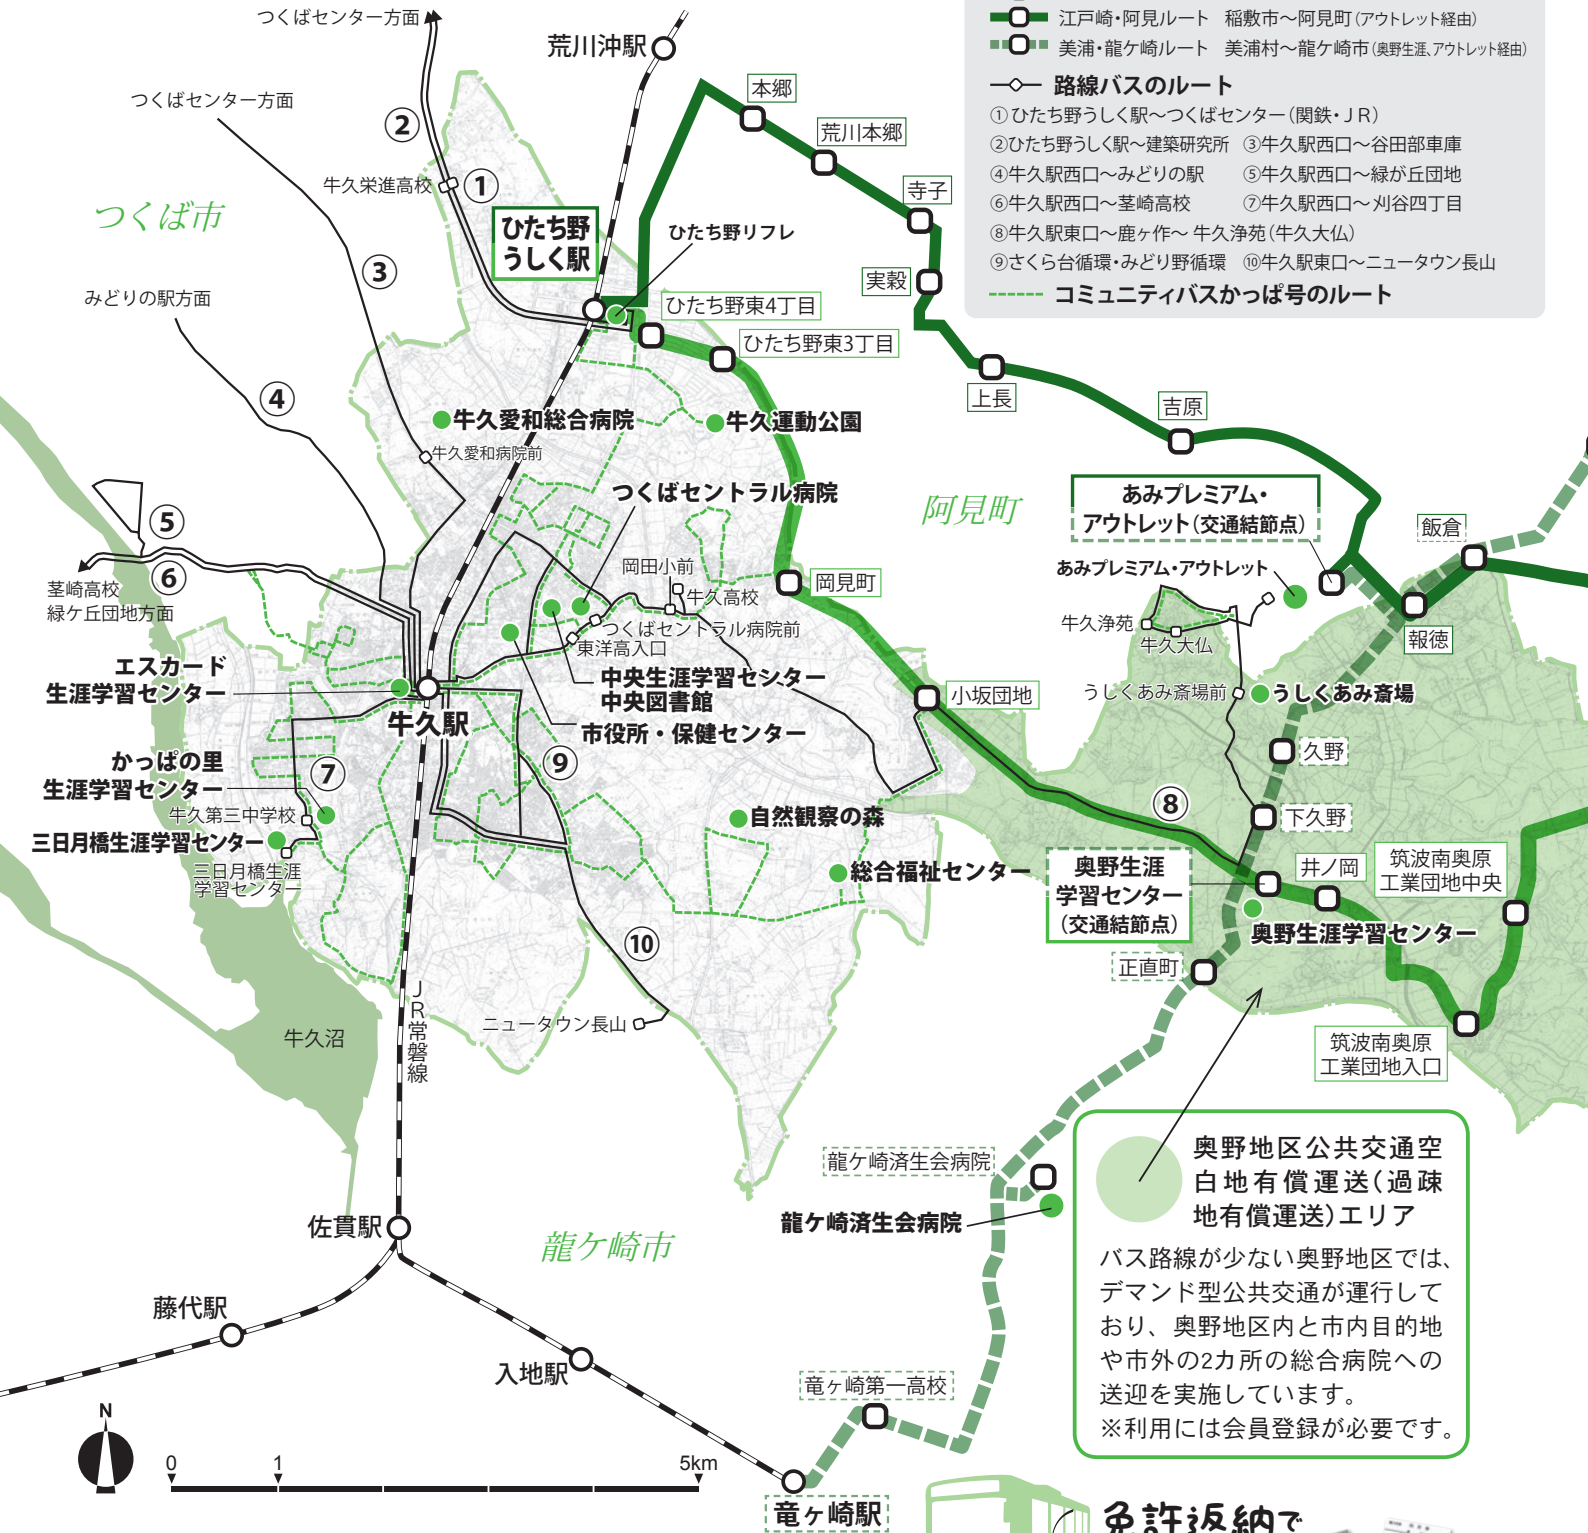 江戸崎・阿見ルート　稲敷市〜阿見町(アウトレット経由)
美浦・龍ケ崎ルート　美浦村〜龍ケ崎市(奥野生涯、アウトレット経由)
路線バスのルート
①ひたち野うしく駅〜つくばセンター(関鉄・JR)
②ひたち野うしく駅〜建築研究所　③牛久駅西口〜谷田部車庫
④牛久駅西口〜みどりの駅　⑤牛久駅西口〜緑が丘団地
⑥牛久駅西口〜茎崎高校　⑦牛久駅西口〜刈谷四丁目
⑧牛久駅東口〜鹿ヶ作〜 牛久浄苑(牛久大仏)
⑨さくら台循環・みどり野循環　⑩牛久駅東口〜ニュータウン長山
コミュニティバスかっぱ号のルート
つくばセンター方面
荒川沖駅
つくばセンター方面
②
牛久栄進高校
①
つくば市
ひたち野
うしく駅
ひたち野リフレ
本郷
荒川本郷
寺子
実穀
③
みどりの駅方面
ひたち野東4丁目
ひたち野東3丁目
上長
吉原
④
牛久愛和総合病院
牛久運動公園
牛久愛和病院前
つくばセントラル病院
阿見町
あみプレミアム・
アウトレット(交通結節点)
飯倉
⑤
⑥
茎崎高校
緑ケ丘団地方面
岡田小前
牛久高校
岡見町
あみプレミアム・アウトレット
牛久浄苑
牛久大仏
報徳
つくばセントラル病院前
東洋高入口
エスカード
生涯学習センター
中央生涯学習センター
中央図書館
小坂団地
うしくあみ斎場前
うしくあみ斎場
牛久駅
市役所・保健センター
久野
かっぱの里
生涯学習センター
⑦
⑨
牛久第三中学校
自然観察の森
⑧
下久野
三日月橋生涯学習センター
三日月橋生涯
学習センター
総合福祉センター
奥野生涯
学習センター
(交通結節点)
井ノ岡
筑波南奥原
工業団地中央
奥野生涯学習センター
⑩
正直町
JR常磐線
ニュータウン長山
牛久沼
筑波南奥原
工業団地入口
龍ケ崎済生会病院
龍ケ崎済生会病院
佐貫駅
龍ケ崎市
奥野地区公共交通空
白地有償運送(過疎
地有償運送)エリア
バス路線が少ない奥野地区では、
デマンド型公共交通が運行して
おり、奥野地区内と市内目的地
や市外の2カ所の総合病院への
送迎を実施しています。
※利用には会員登録が必要です。
藤代駅
入地駅
竜ヶ崎第一高校
N
0 1 5km
竜ヶ崎駅
免許返納で